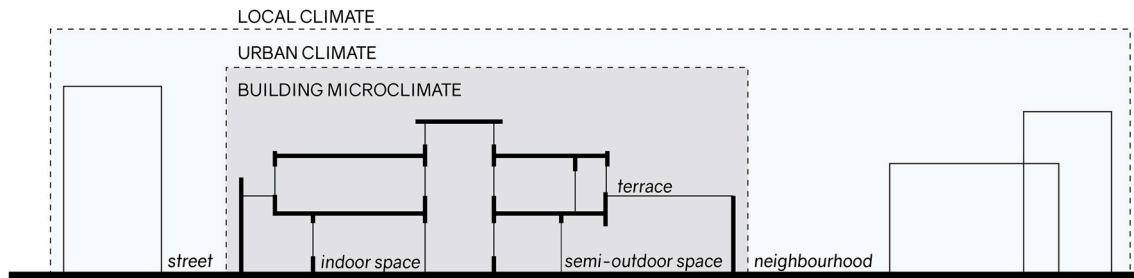 LOCAL CLIMATE
URBAN CLIMATE
BUILDING MICROCLIMATE
terrace
street
indoor space
semi-outdoor space
neighbourhood